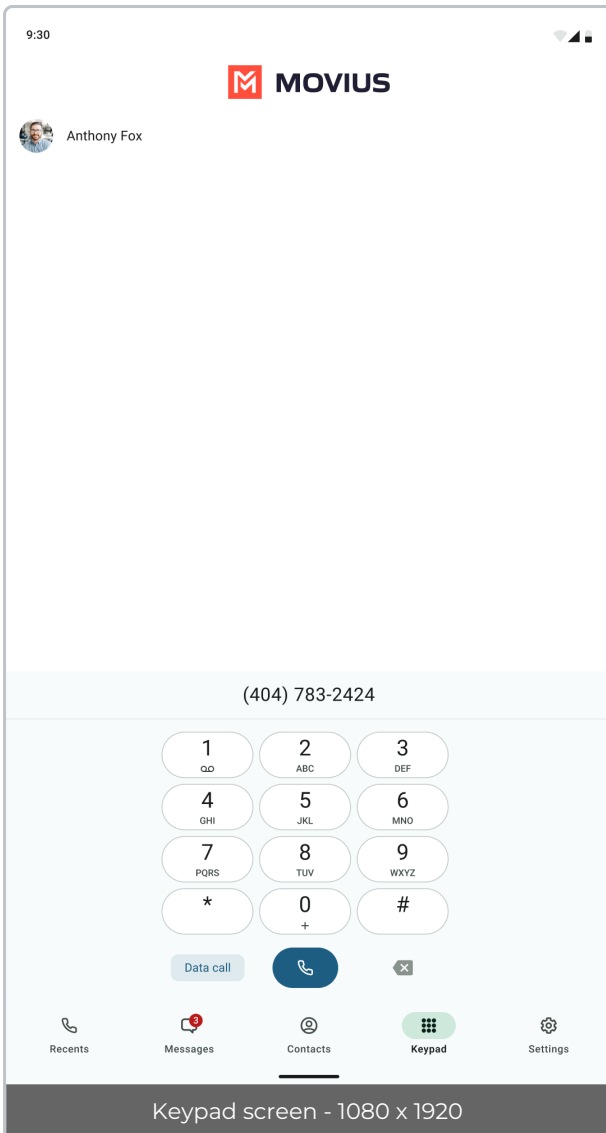 9:30
MOVIUS
Anthony Fox
(404) 783-2424
1 2 3
ABC DEF
4 5 6
GHI JKL MNO
7 8 9
PQRS TUV WXYZ
* 0 #
+
Data call
3
Recents Messages Contacts Keypad Settings
Keypad screen - 1080 x 1920